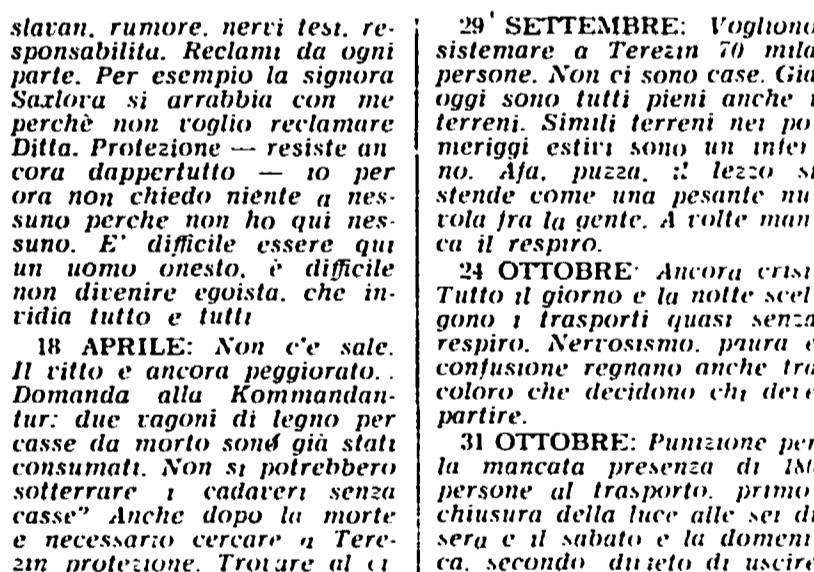 slavan. rumore. nervi tesi. re-
sponsabilita. Reclami da ogni
parte. Per esempio la signora
Saxlova si arrabbia con me
perchè non voglio reclamare
Ditta. Protezione — resiste an
cora dappertutto — io per
ora non chiedo niente a nes-
suno perche non ho qui nes-
suno. E' difficile essere qui
un uomo onesto. è difficile
non divenire egoista. che in-
vidia tutto e tutti
18 APRILE: Non c'e sale.
Il vitto e ancora peggiorato. .
Domanda alla Kommandan-
tur: due vagoni di legno per
casse da morto sono già stati
consumati. Non si potrebbero
sotterrare i cadaveri senza
casse" Anche dopo la morte
e necessario cercare a Tere-
zin protezione. Trovare al
29 SETTEMBRE: Vogliono
sistemare a Terezin 70 mila
persone. Non ci sono case. Gia
oggi sono tutti pieni anche i
terreni. Simili terreni nei po
meriggi estivi sono un infer
no. Afa, puzza, il lezzo si
stende come una pesante nu
vola fra la gente. A volte man
ca il respiro.
24 OTTOBRE Ancora crisi
Tutto il giorno e la notte scel
gono i trasporti quasi senza
respiro. Nervosismo. paura e
confusione regnano anche tra
coloro che decidono chi deve
partire.
31 OTTOBRE: Punizione per
la mancata presenza di
persone al trasporto. primo
chiusura della luce alle sei di
sera e il sabato e la domeni
ca. secondo divieto di uscire